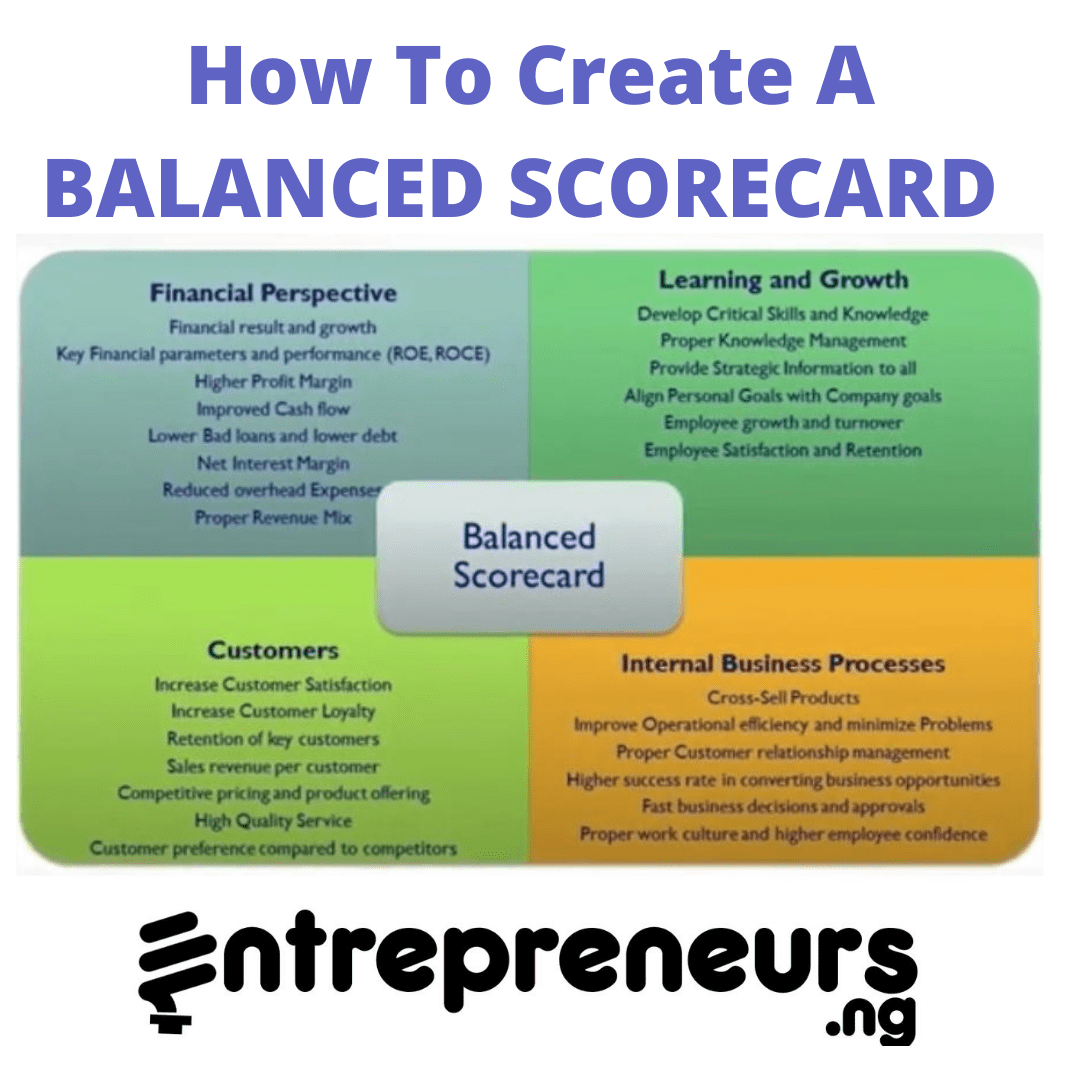 How To Create A
BALANCED SCORECARD
Financial Perspective
Financial result and growth
Key Financial parameters and performance (ROE, ROCE)
Higher Profit Margin
Improved Cash flow
Lower Bad loans and lower debt
Net Interest Margin
Reduced overhead Expenses
Proper Revenue Mix
Learning and Growth
Develop Critical Skills and Knowledge
Proper Knowledge Management
Provide Strategic Information to all
Align Personal Goals with Company goals
Employee growth and turnover
Employee Satisfaction and Retention
Balanced
Scorecard
Customers
Increase Customer Satisfaction
Increase Customer Loyalty
Retention of key customers
Sales revenue per customer
Competitive pricing and product offering
High Quality Service
Customer preference compared to competitors
Internal Business Processes
Cross-Sell Products
Improve Operational efficiency and minimize Problems
Proper Customer relationship management
Higher success rate in converting business opportunities
Fast business decisions and approvals
Proper work culture and higher employee confidence
Entrepreneurs
.ng